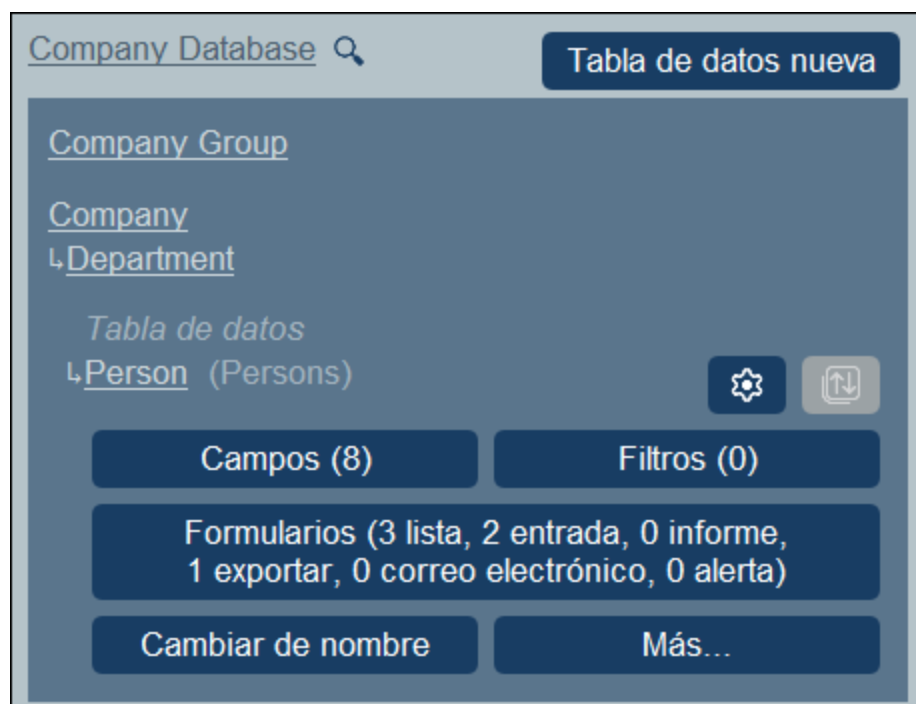 Company Database
Tabla de datos nueva
Company Group
Company
↳Department
Tabla de datos
↳Person (Persons)
Campos (8)
Filtros (0)
Formularios (3 lista, 2 entrada, 0 informe,
1 exportar, 0 correo electrónico, 0 alerta)
Cambiar de nombre
Más...